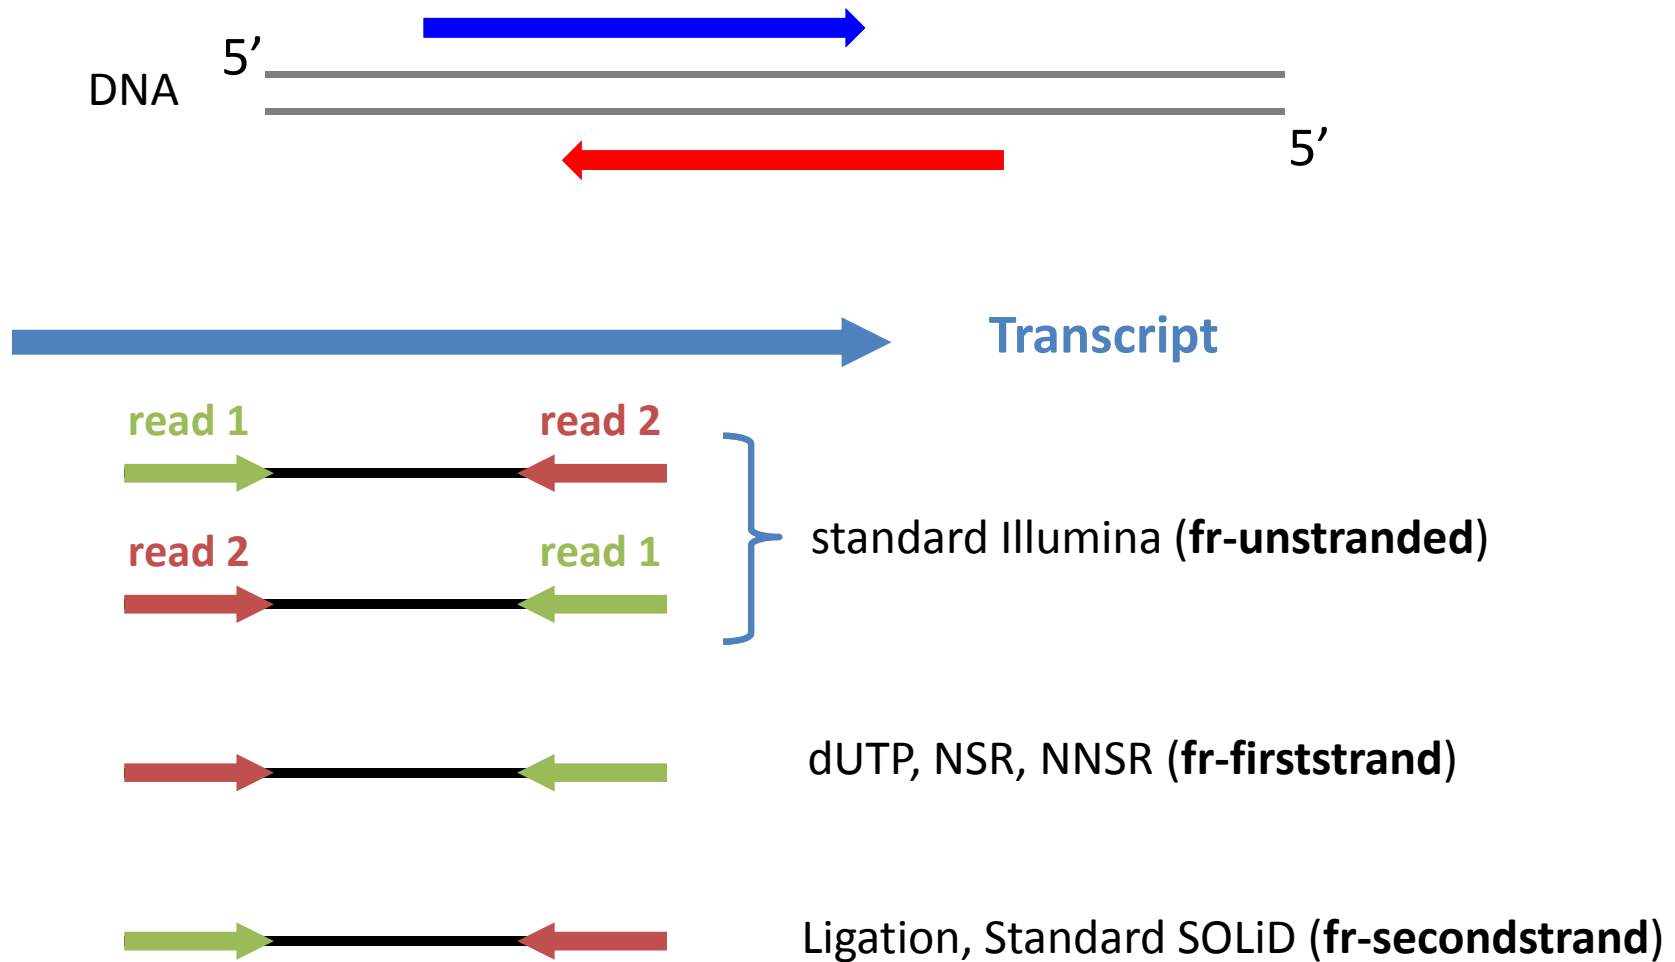 5’
DNA
5’
Transcript
read 1
read 2
standard Illumina (fr-unstranded)
read 2
read 1
dUTP, NSR, NNSR (fr-firststrand)
Ligation, Standard SOLiD (fr-secondstrand)